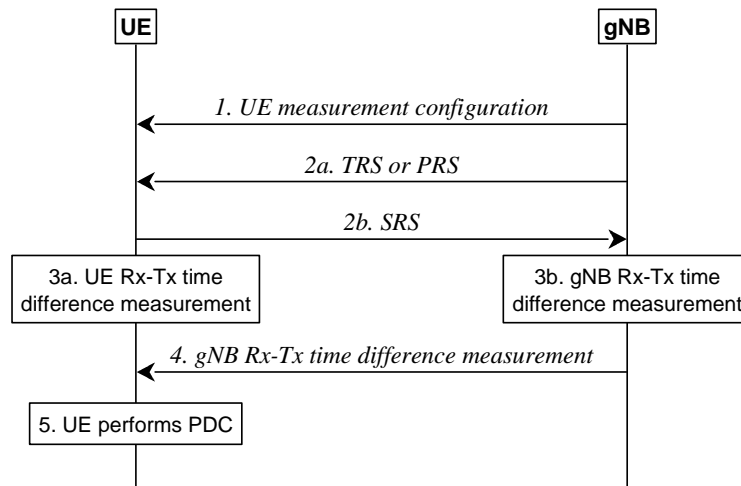 UE
gNB
1. UE measurement configuration
2a. TRS or PRS
2b. SRS
3a. UE Rx-Tx time
difference measurement
3b. gNB Rx-Tx time
difference measurement
4. gNB Rx-Tx time difference measurement
5. UE performs PDC